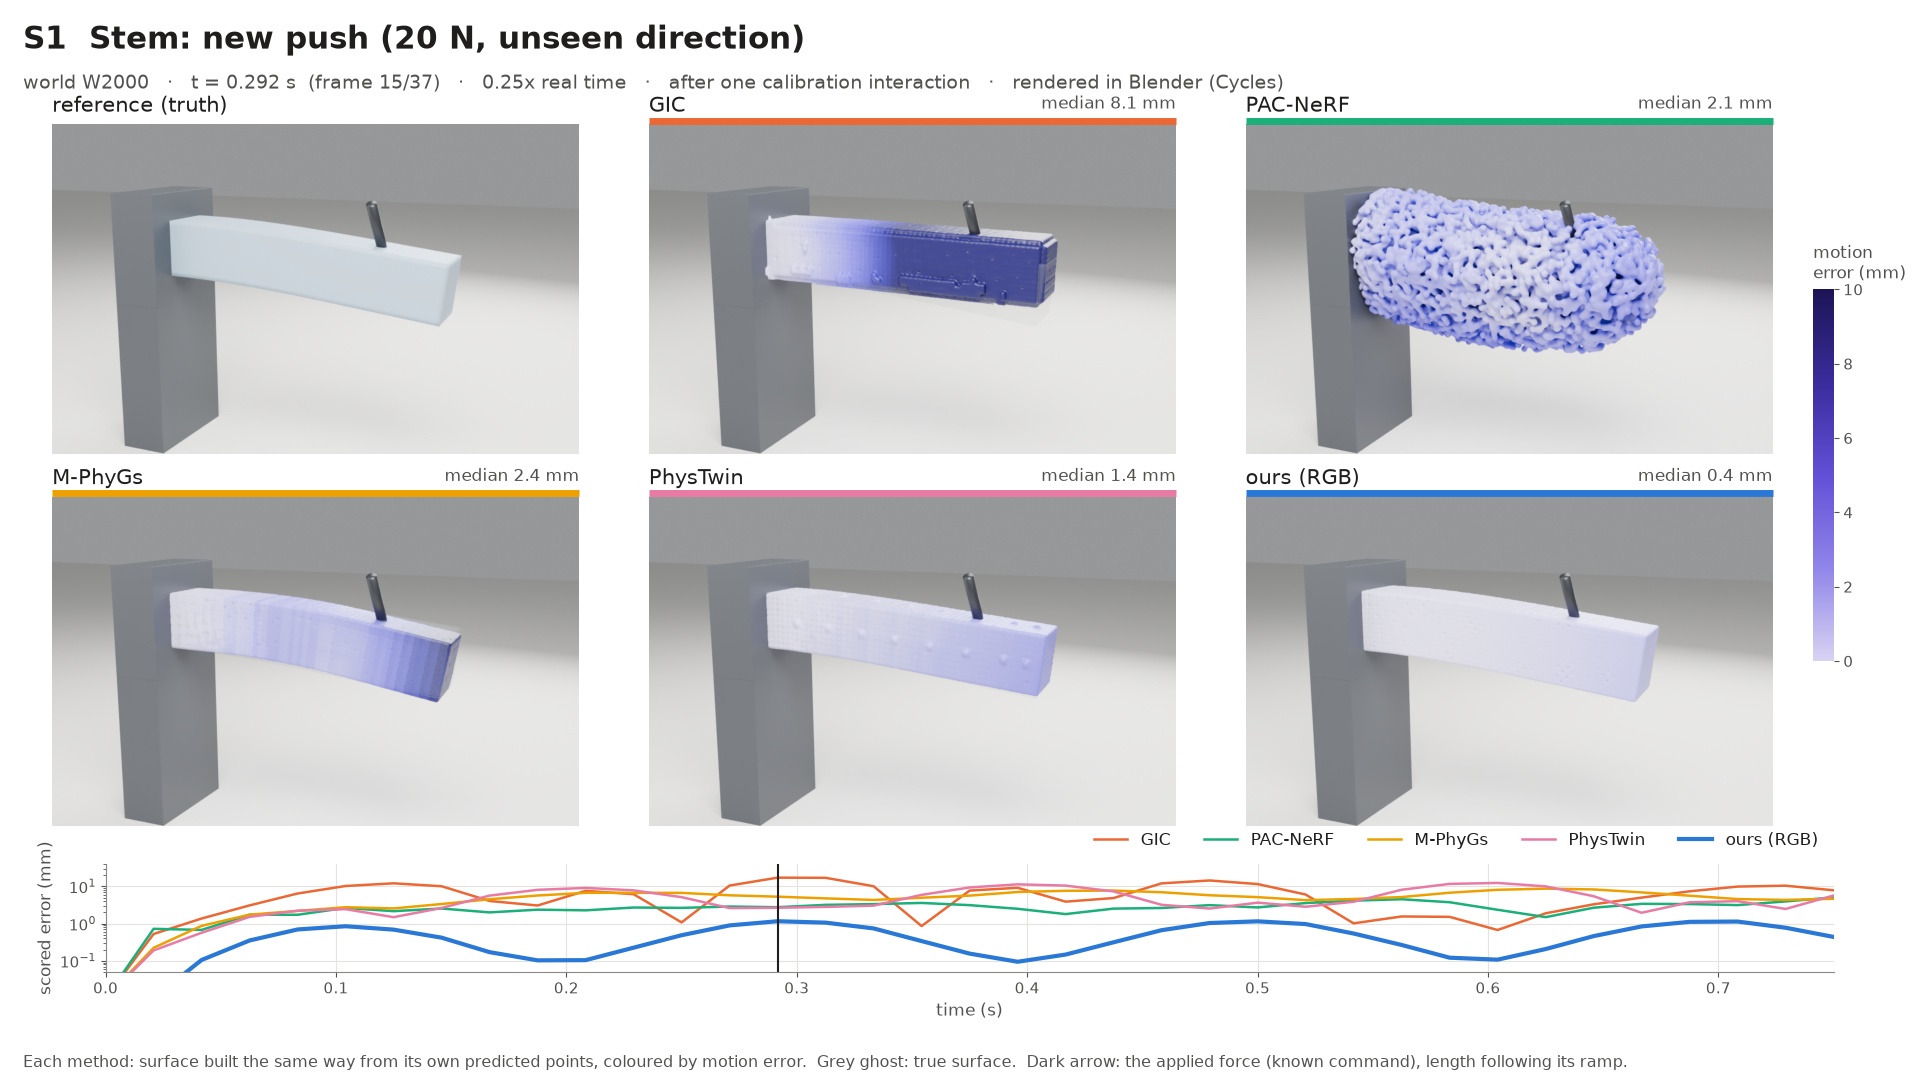 S1 Stem: new push (20 N, unseen direction)
world W2000 · t = 0.292 s (frame 15/37) · 0.25x real time · after one calibration interaction · rendered in Blender (Cycles)
reference (truth)
GIC median 8.1 mm
PAC-NeRF median 2.1 mm
motion
error (mm)
10
8
6
4
2
0
M-PhyGs median 2.4 mm
PhysTwin median 1.4 mm
ours (RGB) median 0.4 mm
GIC PAC-NeRF M-PhyGs PhysTwin ours (RGB)
scored error (mm)
10¹
10⁰
10⁻¹
0.0 0.1 0.2 0.3 0.4 0.5 0.6 0.7
time (s)
Each method: surface built the same way from its own predicted points, coloured by motion error. Grey ghost: true surface. Dark arrow: the applied force (known command), length following its ramp.